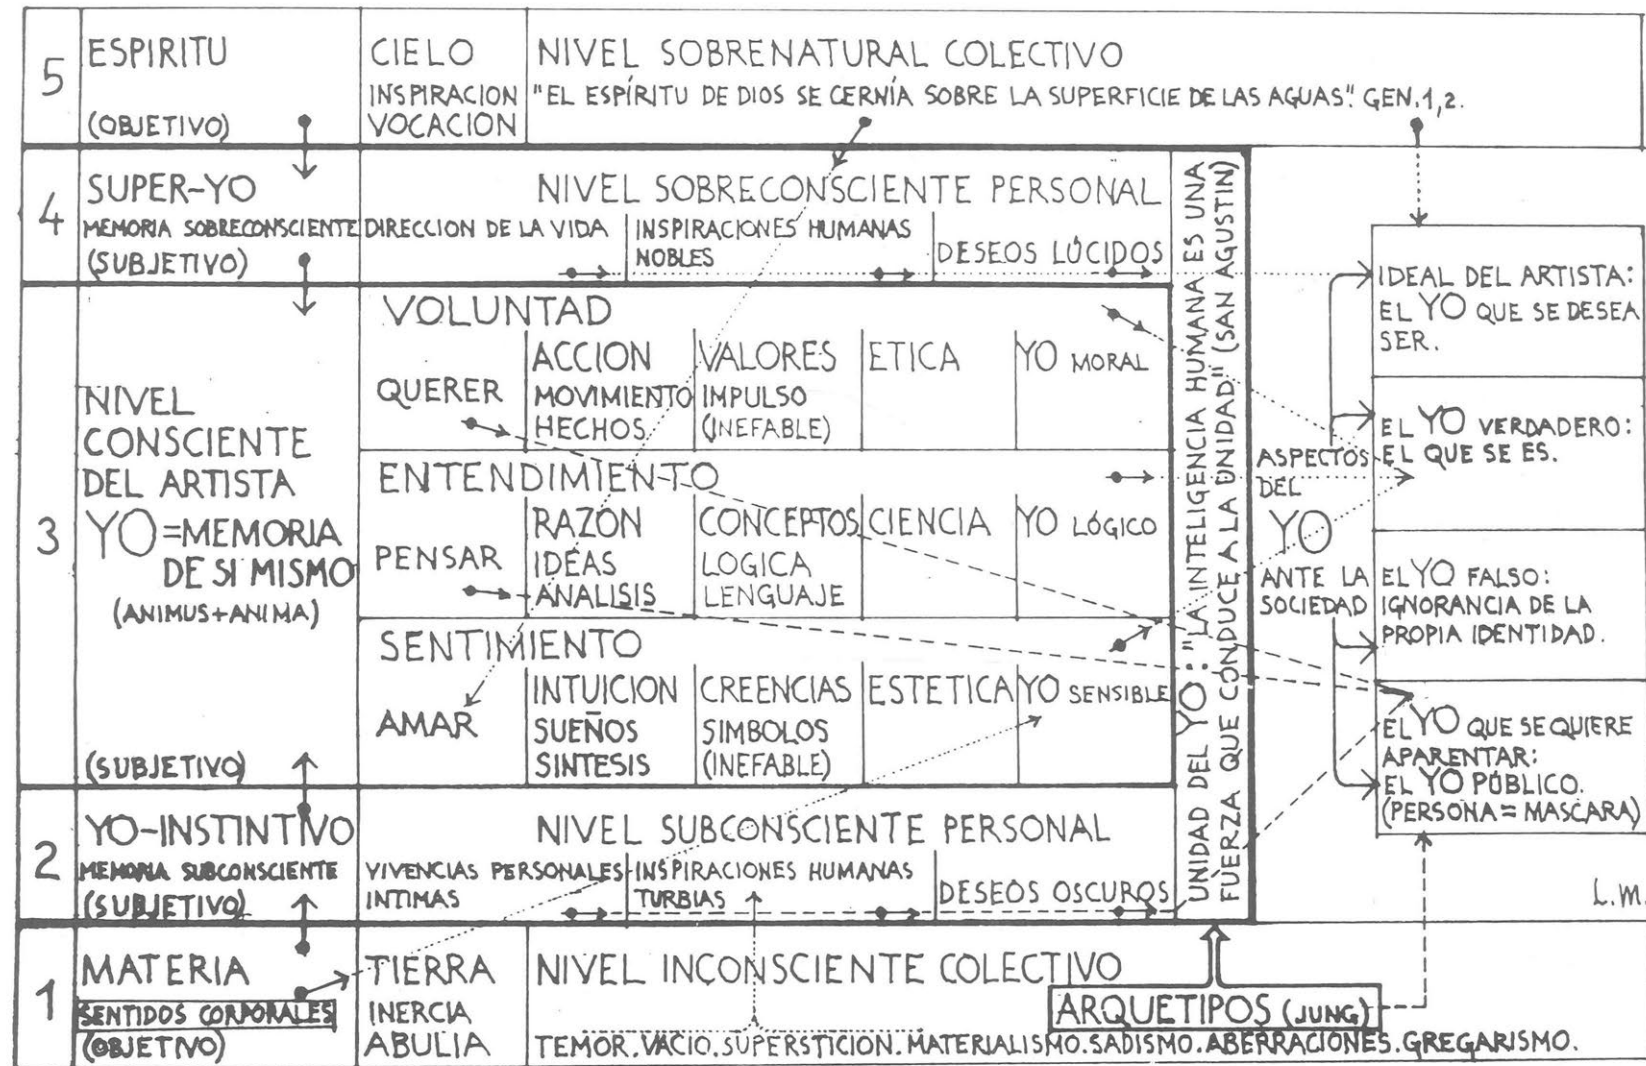 5
ESPIRITU
(OBJETIVO)
CIELO
INSPIRACION
VOCACION
NIVEL SOBRENATURAL COLECTIVO
"EL ESPÍRITU DE DIOS SE CERNÍA SOBRE LA SUPERFICIE DE LAS AGUAS". GEN.1,2.
4
SUPER-YO
MEMORIA SOBRECONSCIENTE
(SUBJETIVO)
NIVEL SOBRECONSCIENTE PERSONAL
DIRECCION DE LA VIDA
INSPIRACIONES HUMANAS
NOBLES
DESEOS LÚCIDOS
3
NIVEL
CONSCIENTE
DEL ARTISTA
YO=MEMORIA
DE SI MISMO
(ANIMUS+ANIMA)
(SUBJETIVO)
VOLUNTAD
QUERER
ACCION
MOVIMIENTO
HECHOS
VALORES
IMPULSO
(INEFABLE)
ETICA
YO MORAL
ENTENDIMIENTO
PENSAR
RAZON
IDEAS
ANALISIS
CONCEPTOS
LOGICA
LENGUAJE
CIENCIA
YO LÓGICO
SENTIMIENTO
AMAR
INTUICION
SUEÑOS
SINTESIS
CREENCIAS
SIMBOLOS
(INEFABLE)
ESTETICA
YO SENSIBLE
2
YO-INSTINTIVO
MEMORIA SUBCONSCIENTE
(SUBJETIVO)
NIVEL SUBCONSCIENTE PERSONAL
VIVENCIAS PERSONALES
INTIMAS
INSPIRACIONES HUMANAS
TURBIAS
DESEOS OSCUROS
1
MATERIA
SENTIDOS CORPORALES
(OBJETIVO)
TIERRA
INERCIA
ABULIA
NIVEL INCONSCIENTE COLECTIVO
ARQUETIPOS (JUNG)
TEMOR.VACIO.SUPERSTICION.MATERIALISMO.SADISMO.ABERRACIONES.GREGARISMO.
UNIDAD DEL YO: "LA INTELIGENCIA HUMANA ES UNA
FUERZA QUE CONDUCE A LA UNIDAD" (SAN AGUSTIN)
ASPECTOS
DEL
YO
ANTE LA
SOCIEDAD
IDEAL DEL ARTISTA:
EL YO QUE SE DESEA
SER.
EL YO VERDADERO:
EL QUE SE ES.
EL YO FALSO:
IGNORANCIA DE LA
PROPIA IDENTIDAD.
EL YO QUE SE QUIERE
APARENTAR:
EL YO PÚBLICO.
(PERSONA=MASCARA)
L.M.